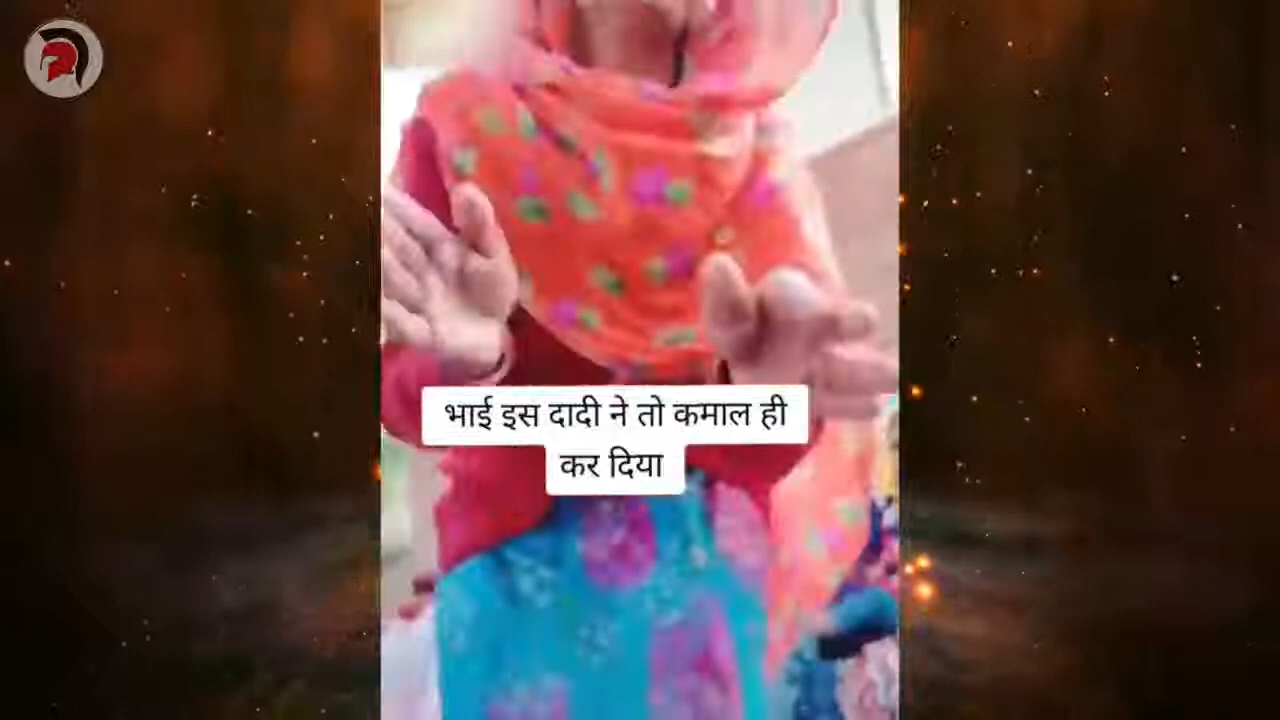 भाई इस दादी ने तो कमाल ही
कर दिया